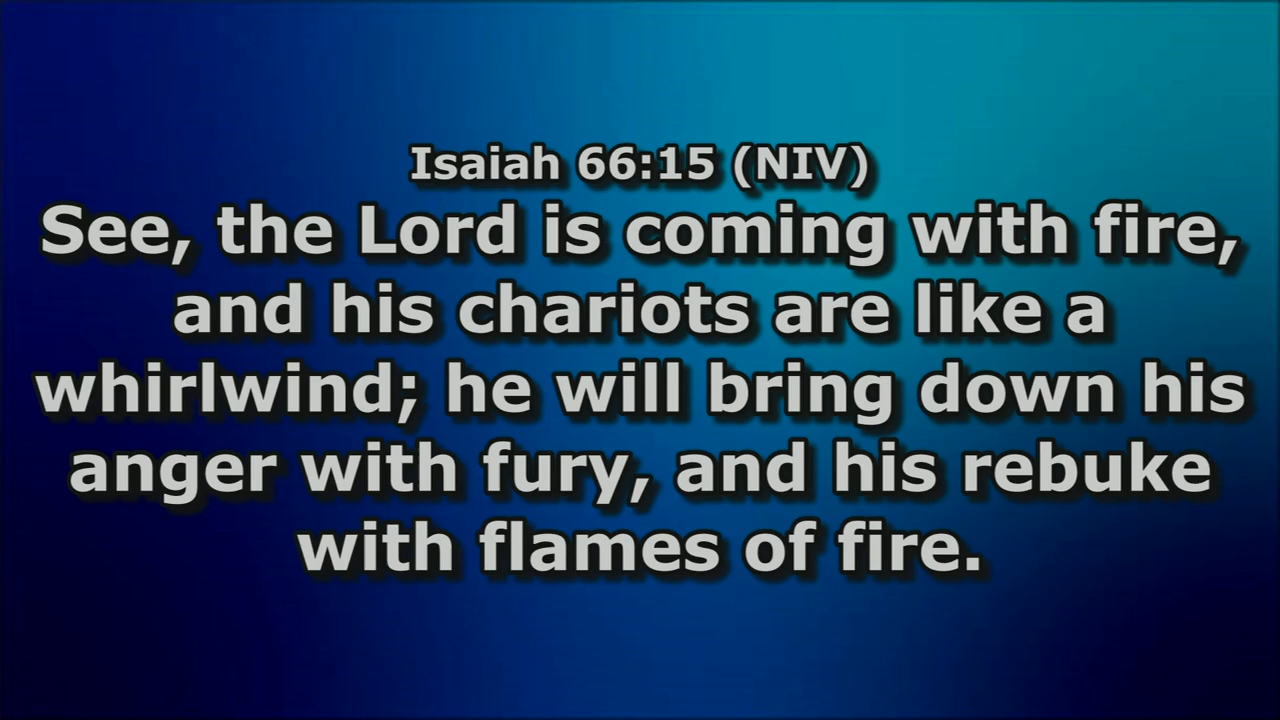 Isaiah 66:15 (NIV)
See, the Lord is coming with fire,
and his chariots are like a
whirlwind; he will bring down his
anger with fury, and his rebuke
with flames of fire.